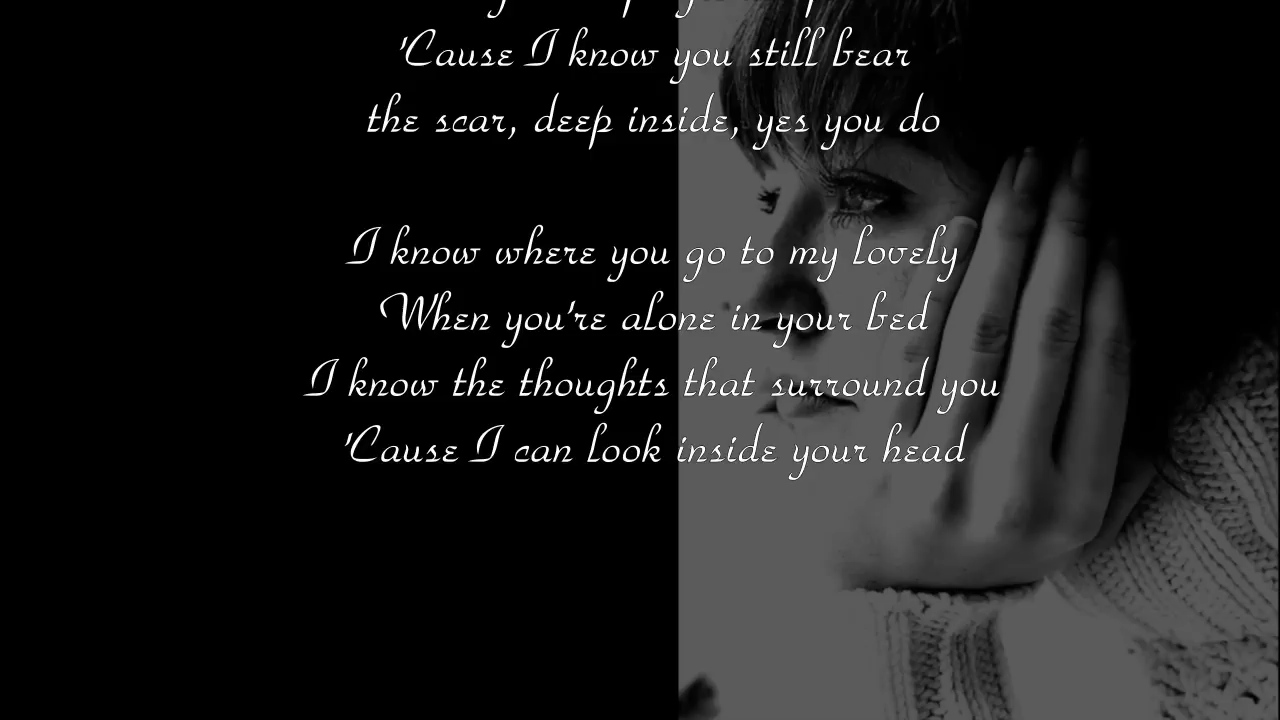 'Cause I know you still bear
the scar, deep inside, yes you do
I know where you go to my lovely
When you're alone in your bed
I know the thoughts that surround you
'Cause I can look inside your head